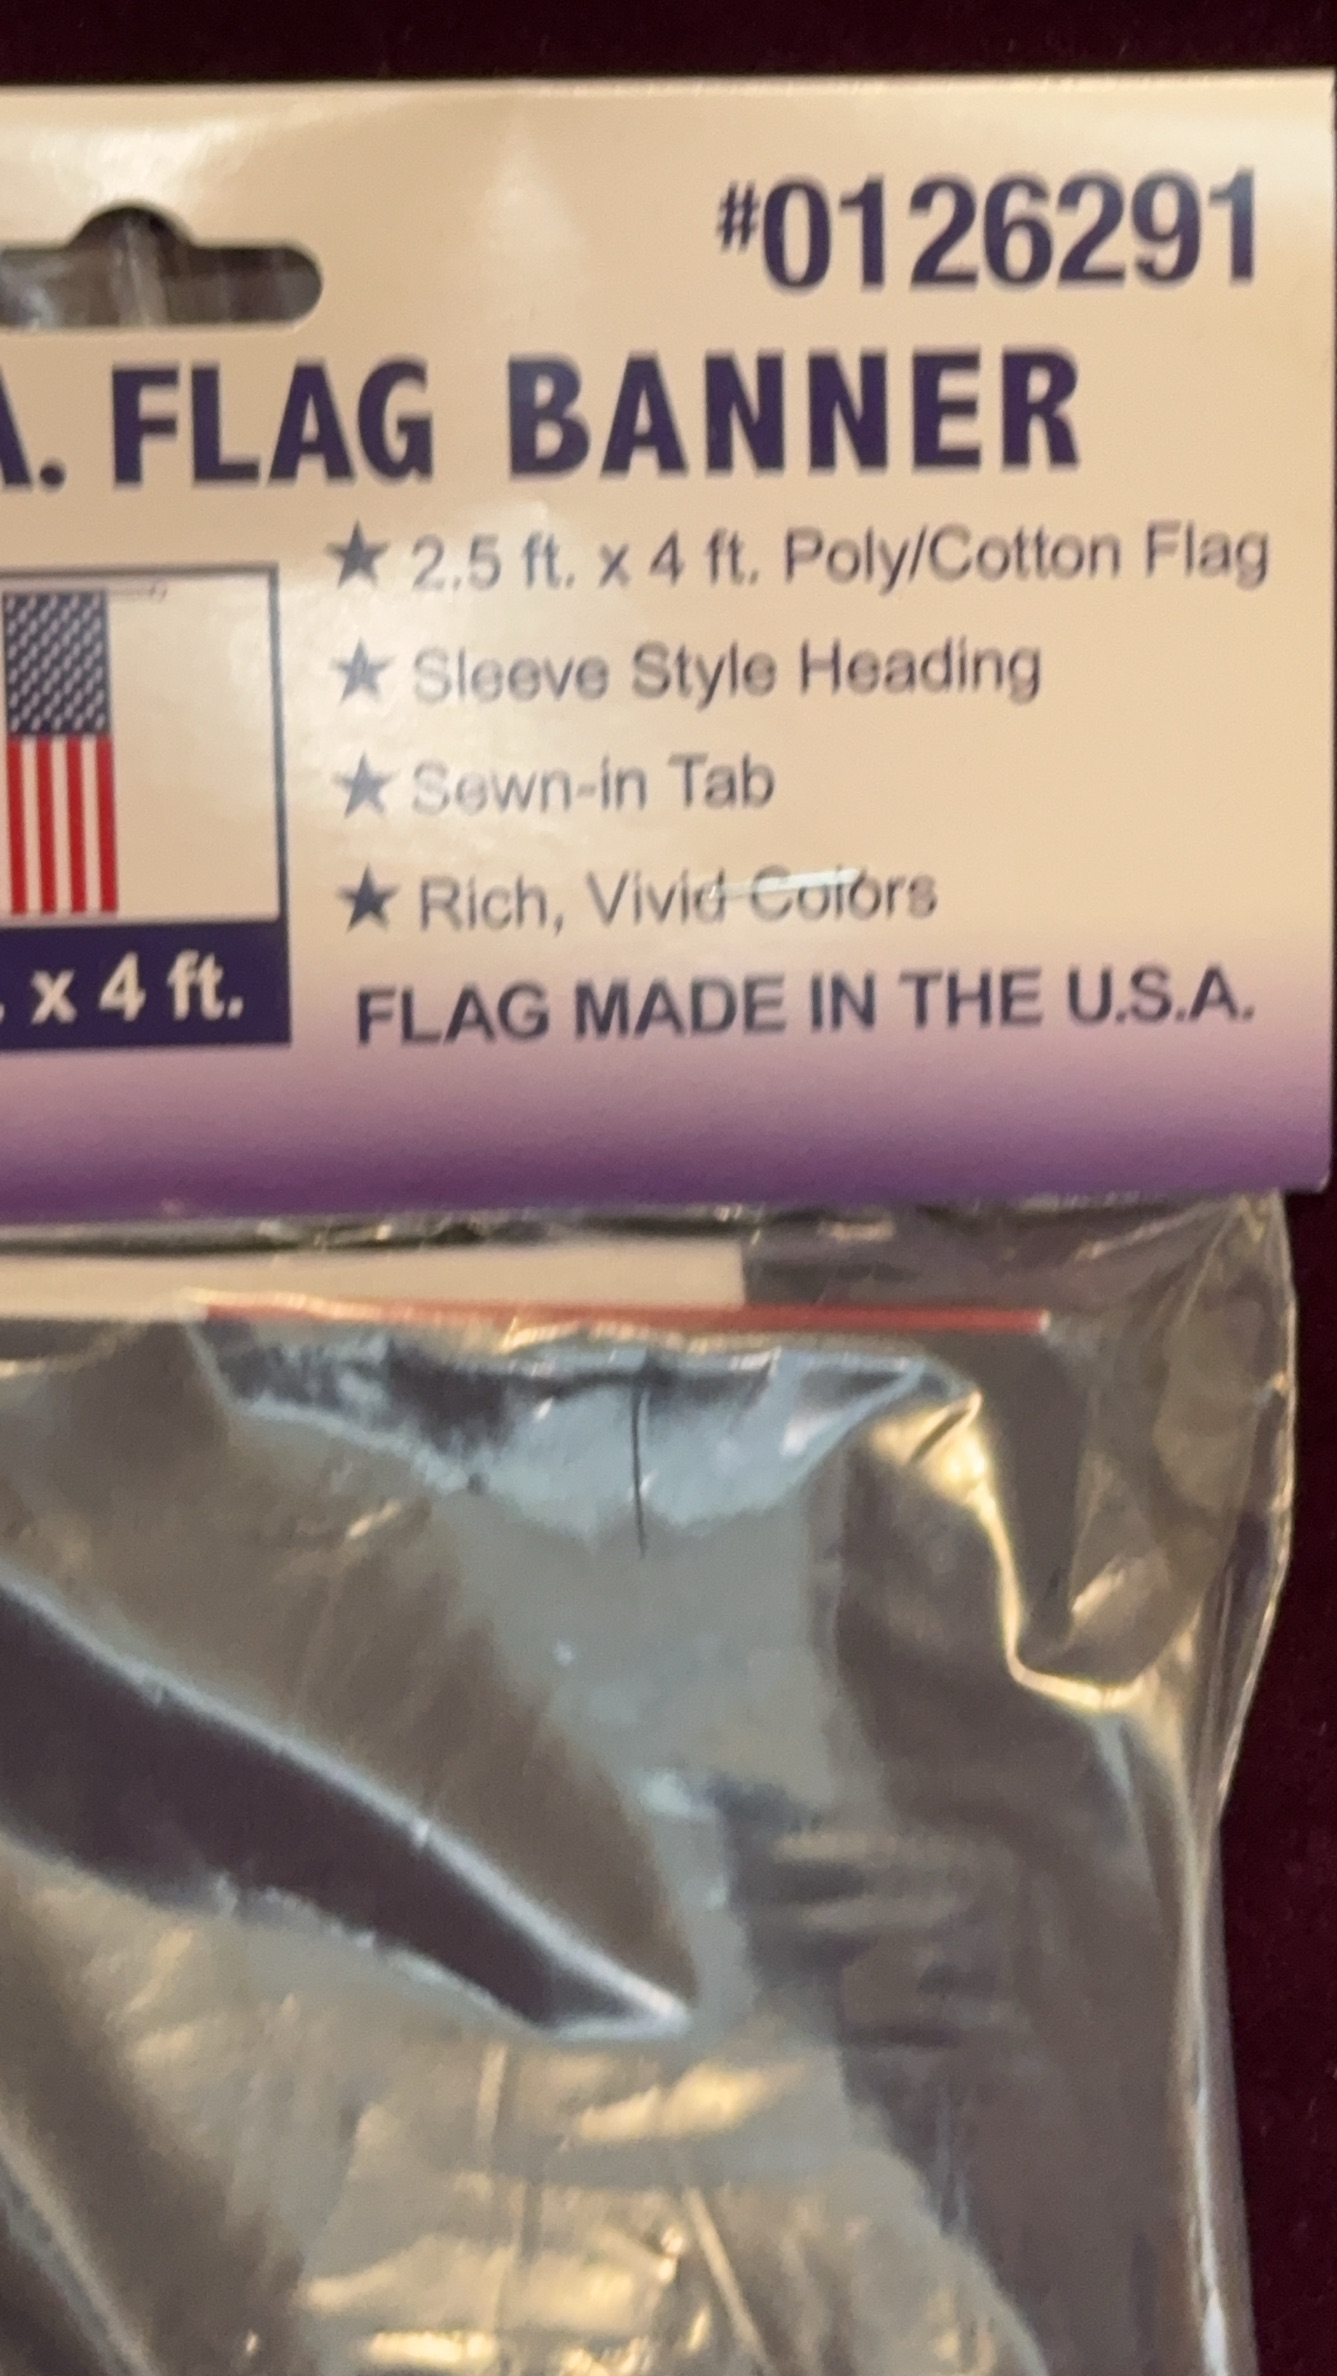 #0126291
A. FLAG BANNER
★ 2.5 ft. x 4 ft. Poly/Cotton Flag
★ Sleeve Style Heading
★ Sewn-in Tab
★ Rich, Vivid Colors
. x 4 ft.
FLAG MADE IN THE U.S.A.